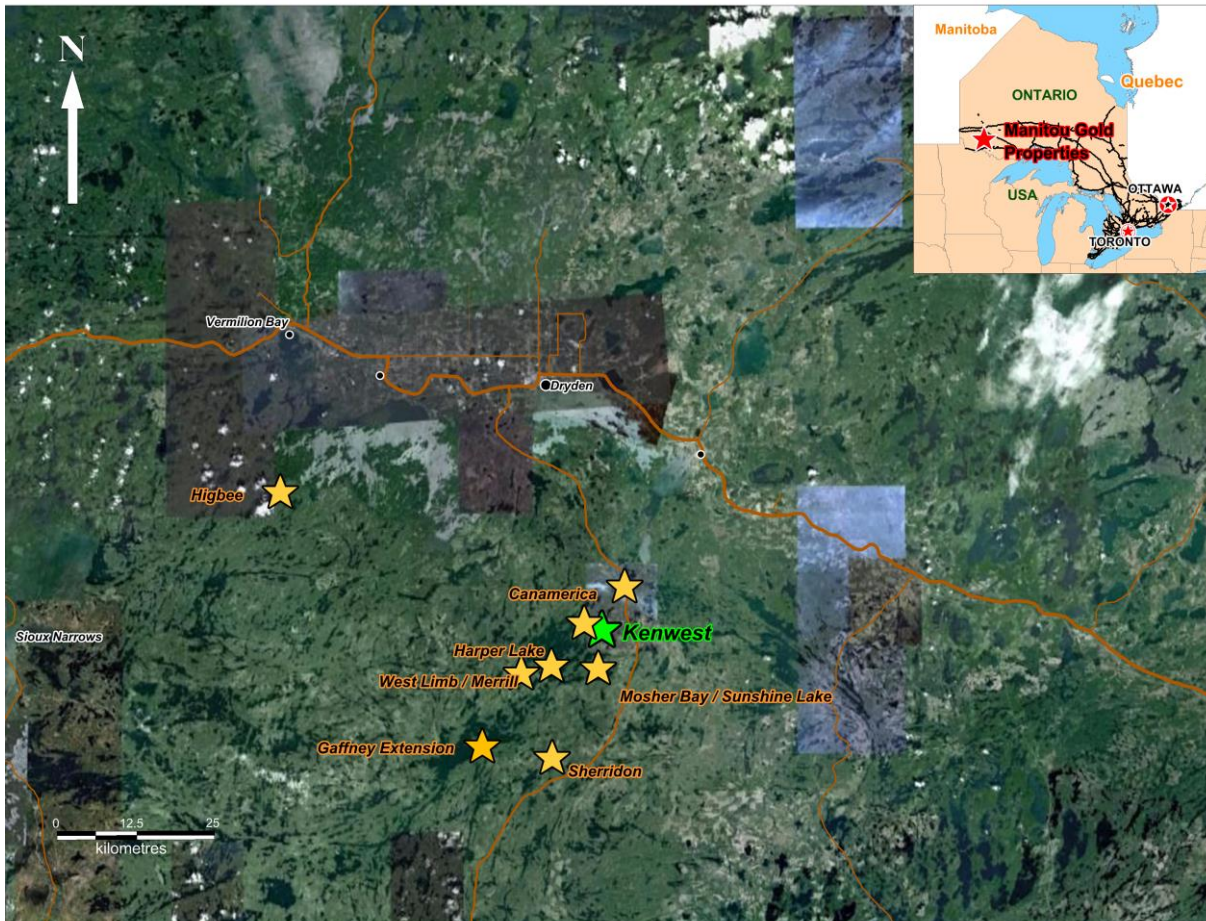 N
Manitoba
Quebec
ONTARIO
Manitou Gold
Properties
USA
OTTAWA
TORONTO
Vermilion Bay
Dryden
Higbee
Canamerica
Kenwest
Sioux Narrows
Harper Lake
West Limb / Merrill
Mosher Bay / Sunshine Lake
Gaffney Extension
Sherridon
0 12.5 25
kilometres